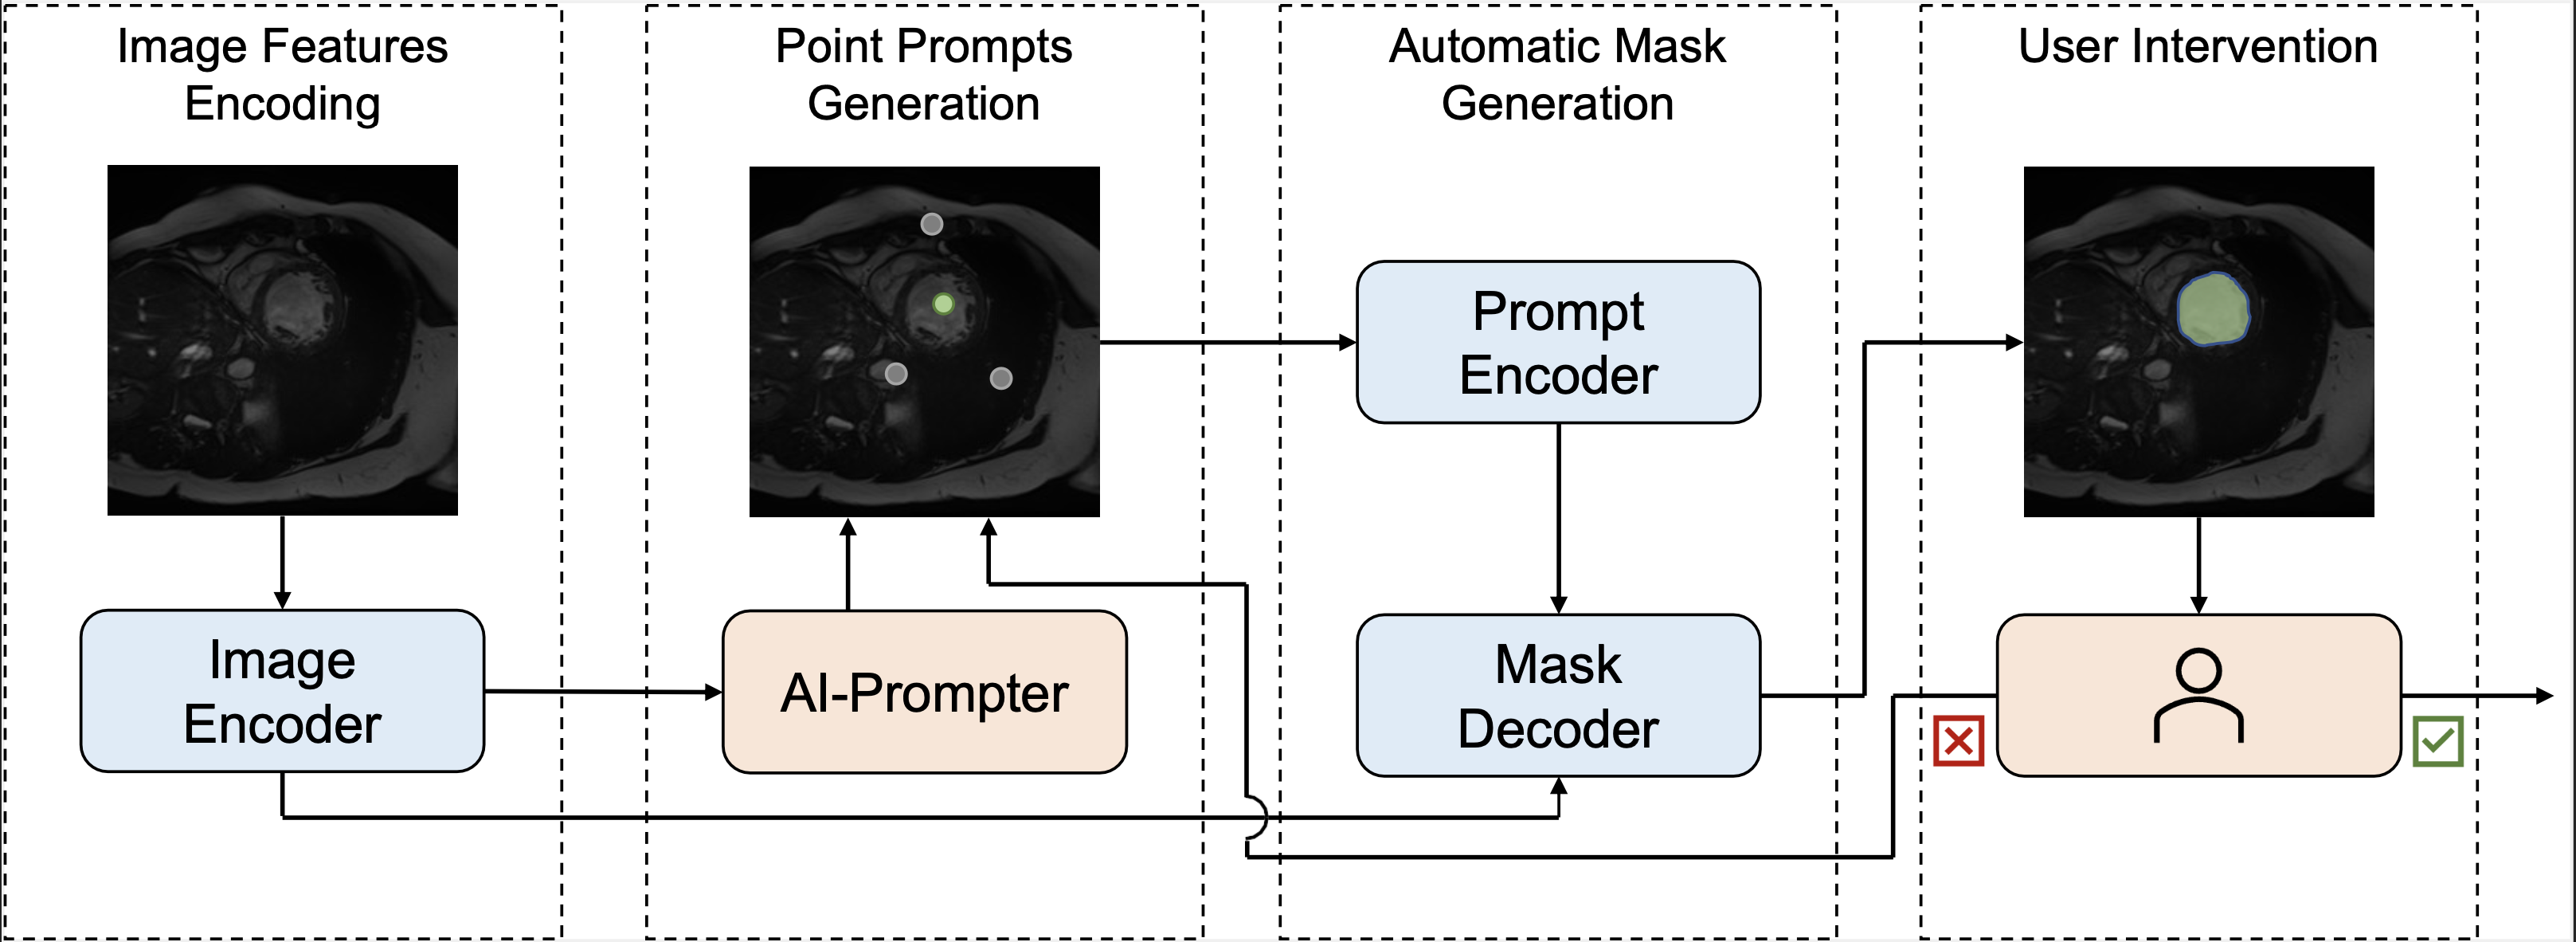 Image Features
Encoding
Point Prompts
Generation
Automatic Mask
Generation
User Intervention
Prompt
Encoder
Image
Encoder
AI-Prompter
Mask
Decoder